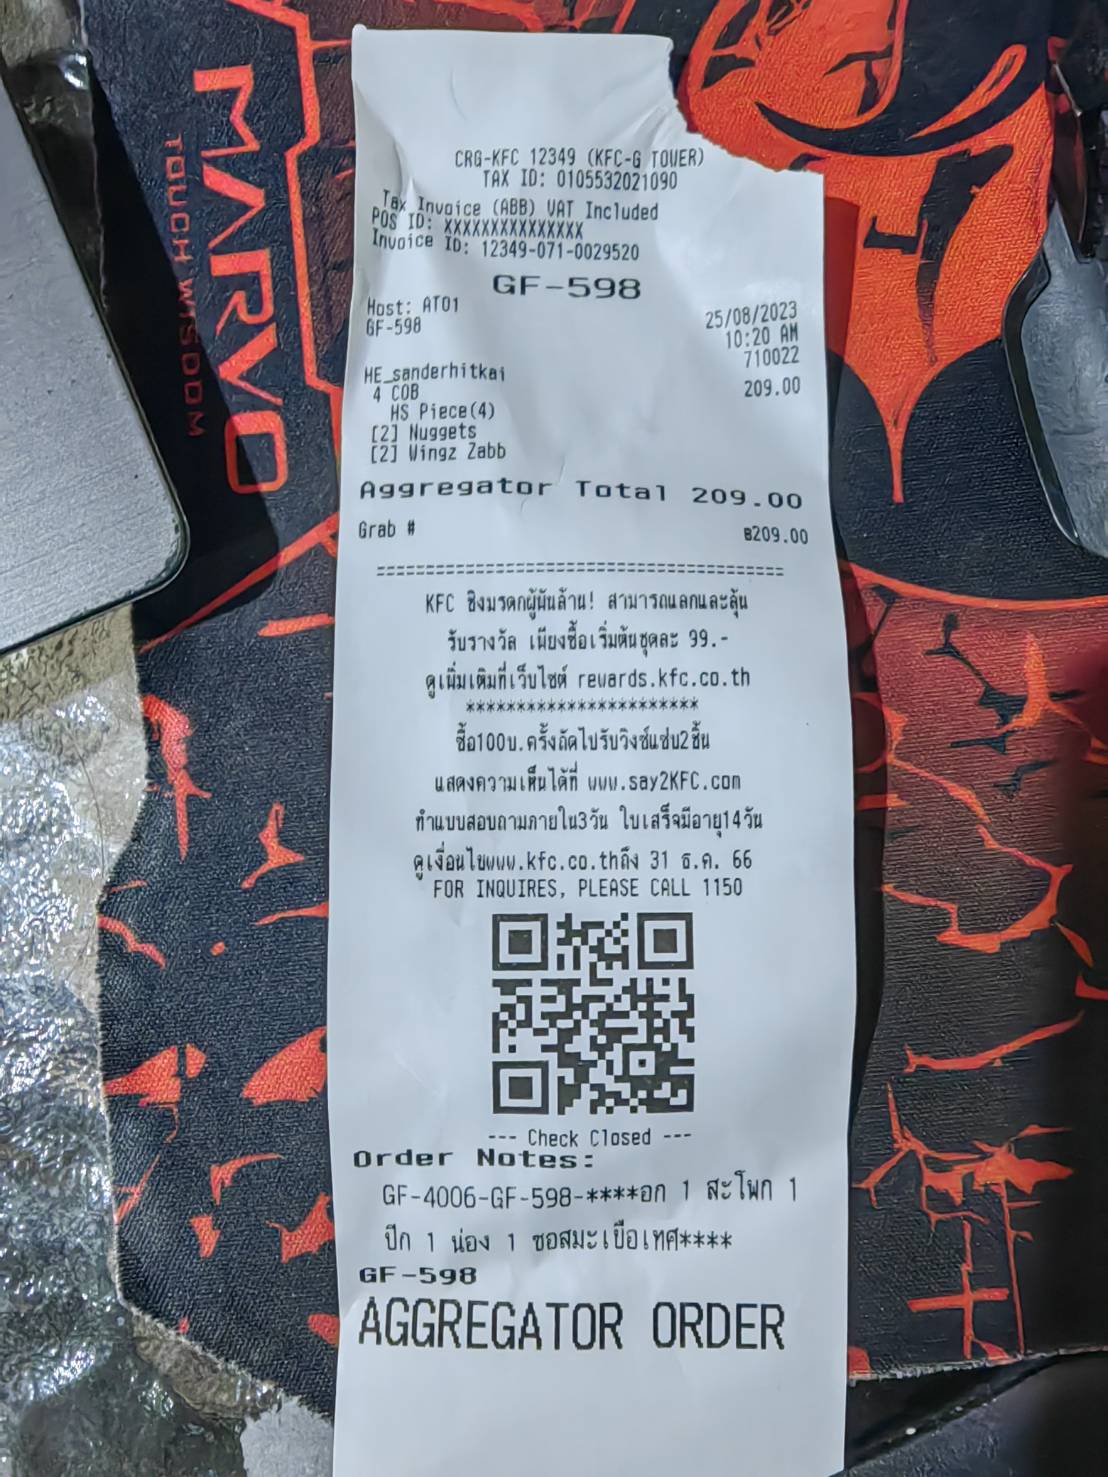 MARVO
TOUCH WISDOM
CRG-KFC 12349 (KFC-G TOWER)
TAX ID: 0105532021090
Tax Invoice (ABB) VAT Included
POS ID: XXXXXXXXXXXXXXX
Invoice ID: 12349-071-0029520
GF-598
Host: AT01 25/08/2023
GF-598 10:20 AM
710022
HE_sanderhitkai 209.00
4 COB
HS Piece(4)
[2] Nuggets
[2] Wingz Zabb
Aggregator Total 209.00
Grab # ฿209.00
========================================
KFC ชิงมรดกผู้พันล้าน! สามารถแลกและลุ้น
รับรางวัล เพียงซื้อเริ่มต้นชุดละ 99.-
ดูเพิ่มเติมที่เว็บไซต์ rewards.kfc.co.th
***********************
ซื้อ100บ.ครั้งถัดไปรับวิงซ์แซ่บ2ชิ้น
แสดงความเห็นได้ที่ www.say2KFC.com
ทำแบบสอบถามภายใน3วัน ใบเสร็จมีอายุ14วัน
ดูเงื่อนไขwww.kfc.co.thถึง 31 ธ.ค. 66
FOR INQUIRES, PLEASE CALL 1150
--- Check Closed ---
Order Notes:
GF-4006-GF-598-****อก 1 สะโพก 1
ปีก 1 น่อง 1 ซอสมะเขือเทศ****
GF-598
AGGREGATOR ORDER